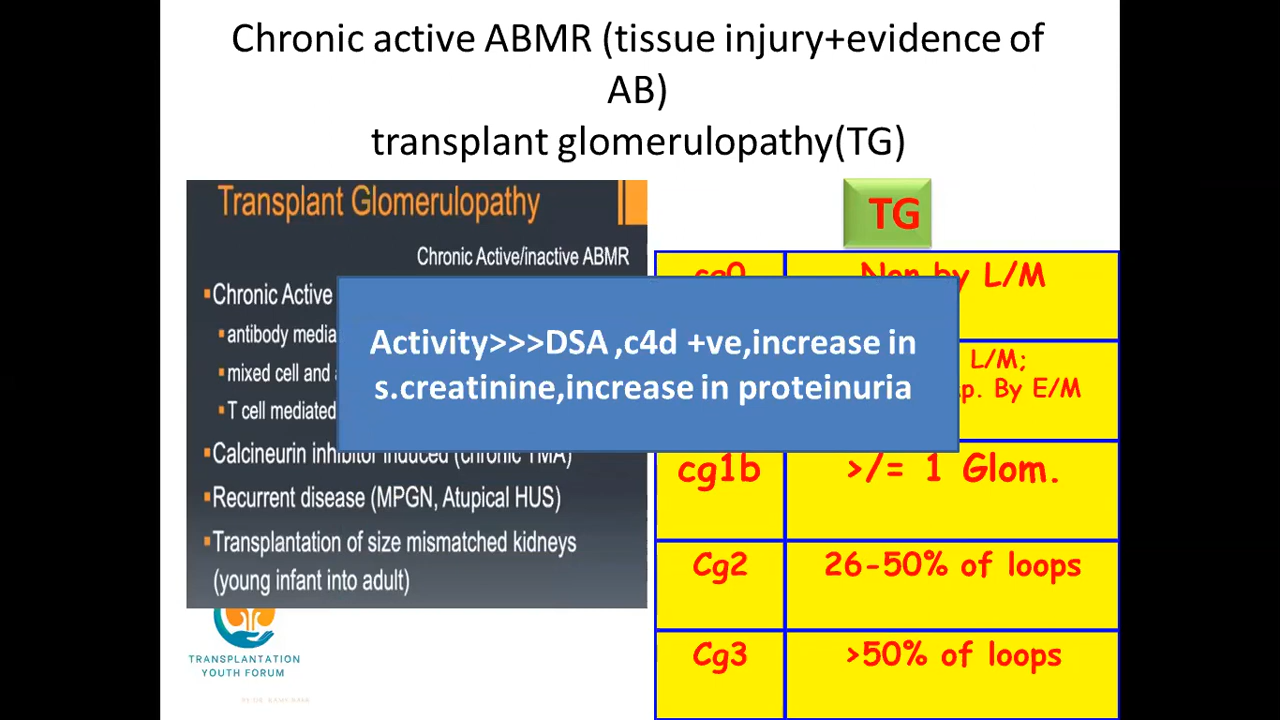 Chronic active ABMR (tissue injury+evidence of
AB)
transplant glomerulopathy(TG)
Transplant Glomerulopathy
Chronic Active/inactive ABMR
▪Chronic Active
▪antibody media
▪mixed cell and
▪T cell mediated
▪Calcineurin inhibitor induced (chronic TMA)
▪Recurrent disease (MPGN, Atupical HUS)
▪Transplantation of size mismatched kidneys
(young infant into adult)
Activity>>>DSA ,c4d +ve,increase in
s.creatinine,increase in proteinuria
TG
cg0 Non by L/M
L/M;
By E/M
cg1b >/= 1 Glom.
Cg2 26-50% of loops
Cg3 >50% of loops
TRANSPLANTATION
YOUTH FORUM